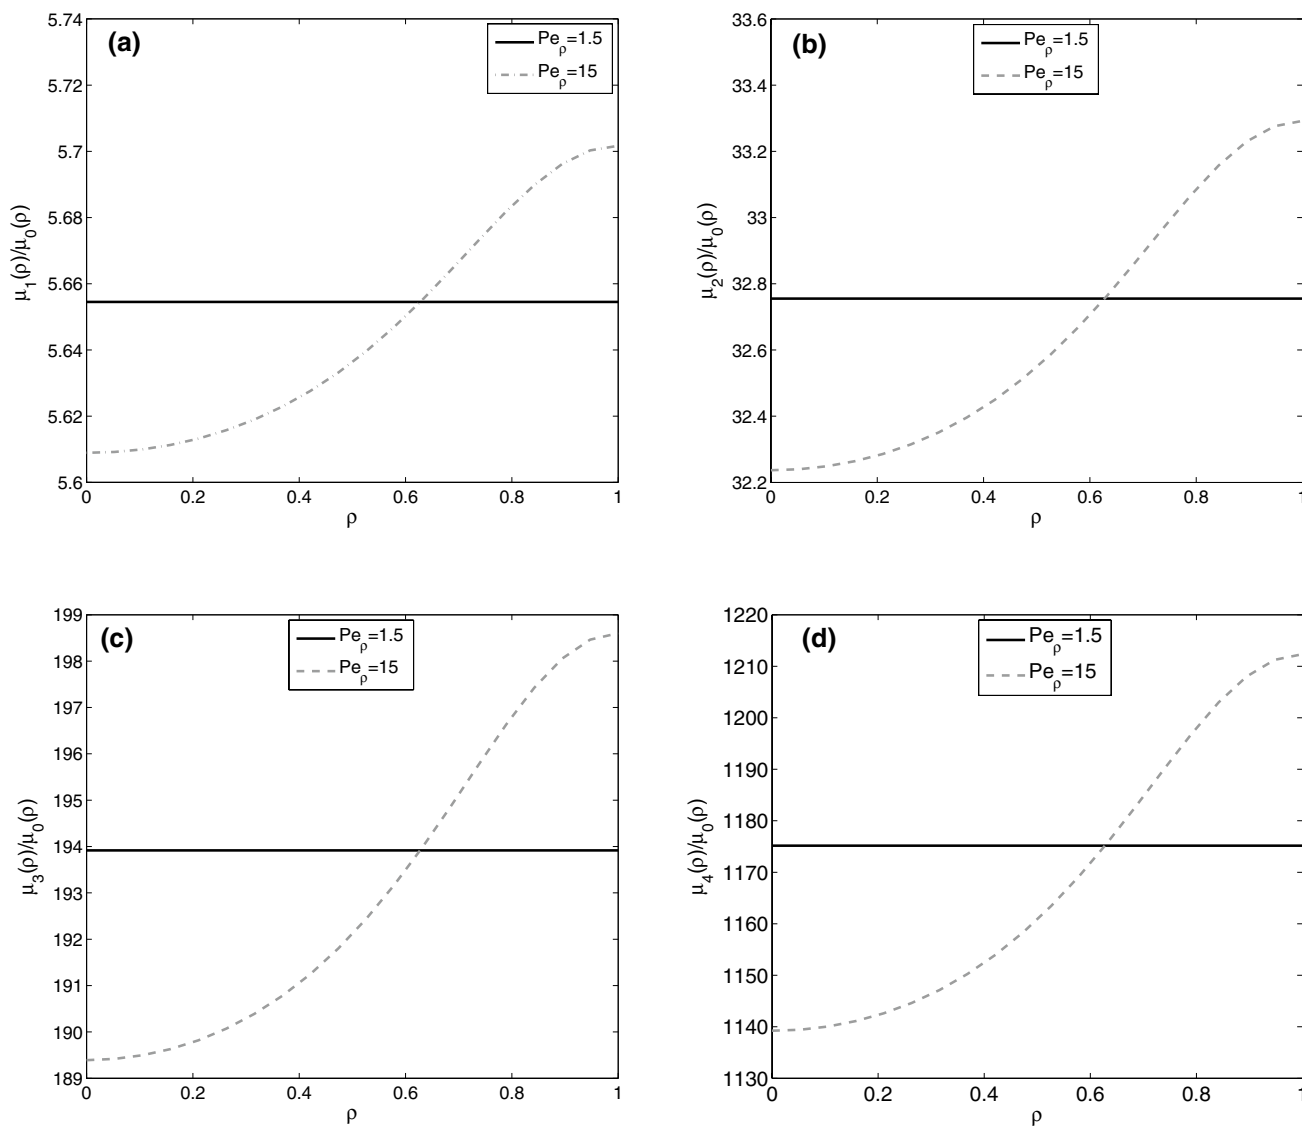 (a)
Pe_ρ=1.5
Pe_ρ=15
5.74
5.72
5.7
5.68
5.66
5.64
5.62
5.6
μ_1(ρ)/μ_0(ρ)
0 0.2 0.4 0.6 0.8 1
ρ
(b)
Pe_ρ=1.5
Pe_ρ=15
33.6
33.4
33.2
33
32.8
32.6
32.4
32.2
μ_2(ρ)/μ_0(ρ)
0 0.2 0.4 0.6 0.8 1
ρ
(c)
Pe_ρ=1.5
Pe_ρ=15
199
198
197
196
195
194
193
192
191
190
189
μ_3(ρ)/μ_0(ρ)
0 0.2 0.4 0.6 0.8 1
ρ
(d)
Pe_ρ=1.5
Pe_ρ=15
1220
1210
1200
1190
1180
1170
1160
1150
1140
1130
μ_4(ρ)/μ_0(ρ)
0 0.2 0.4 0.6 0.8 1
ρ